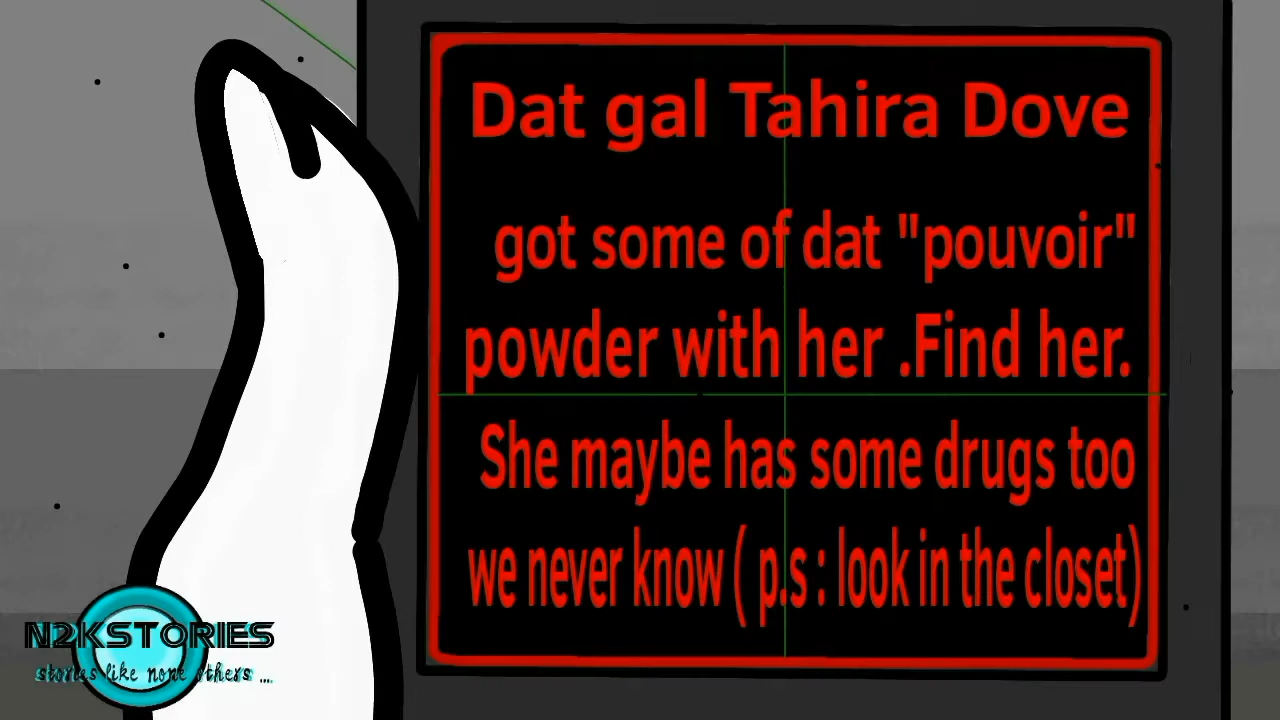 Dat gal Tahira Dove
got some of dat "pouvoir"
powder with her .Find her.
She maybe has some drugs too
we never know ( p.s : look in the closet)
N2KSTORIES
stories like none others ...